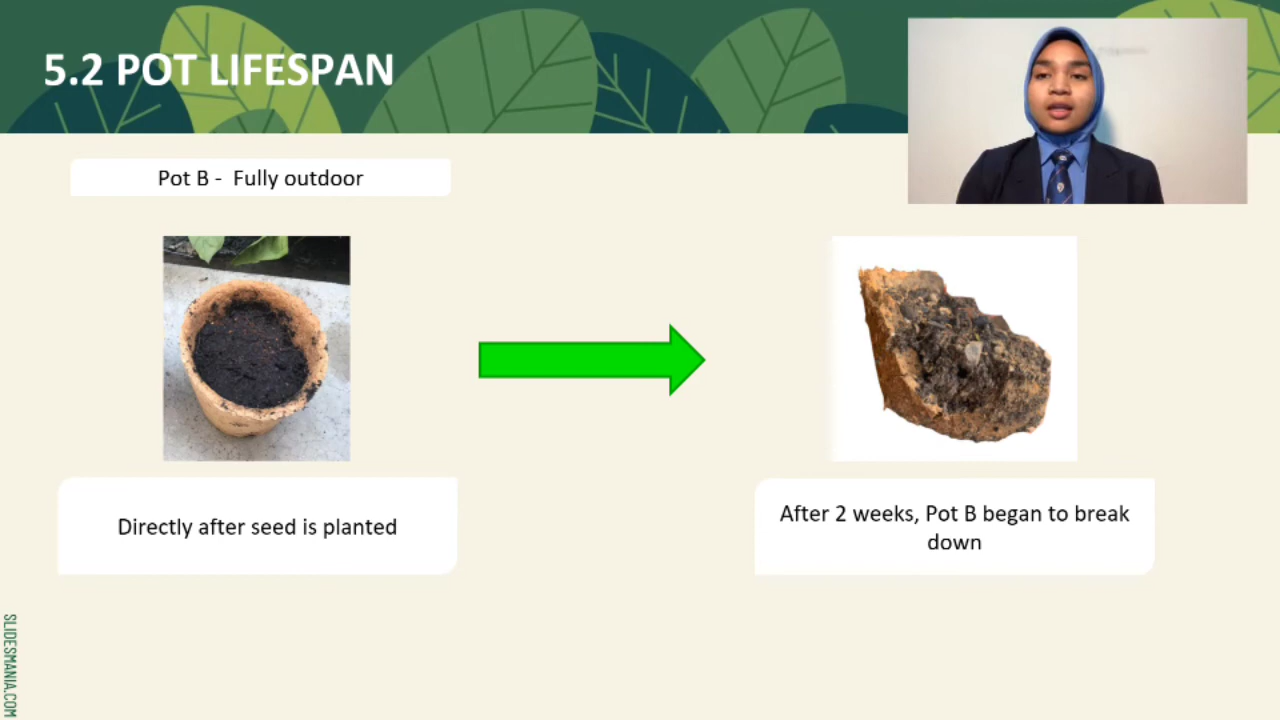 5.2 POT LIFESPAN
Pot B -  Fully outdoor
Directly after seed is planted
After 2 weeks, Pot B began to break
down
SLIDESMANIA.COM